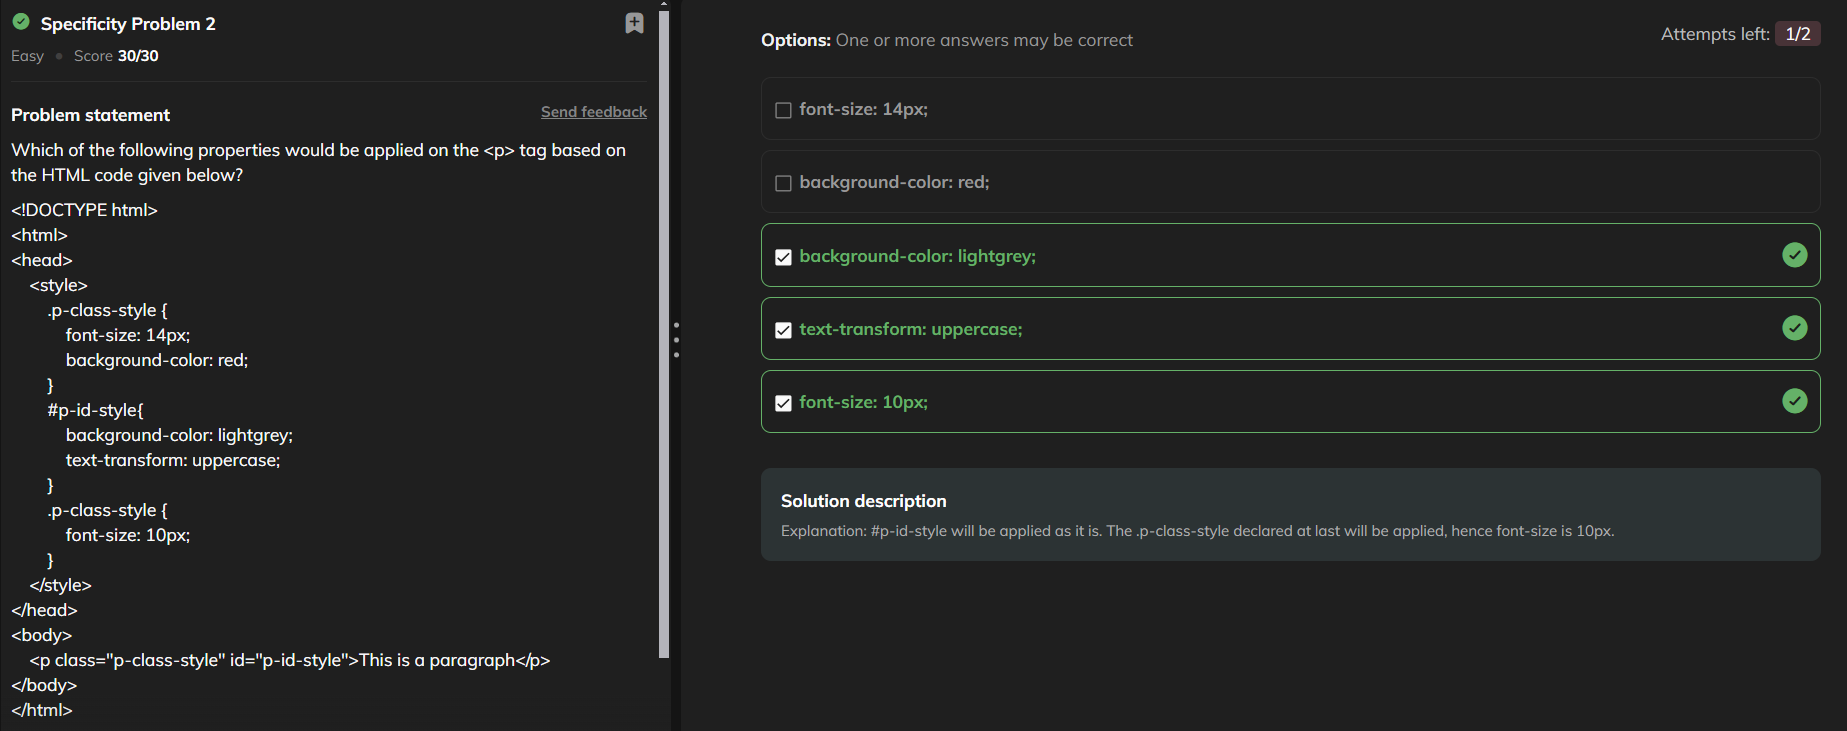 Specificity Problem 2
Easy • Score 30/30
Problem statement
Send feedback
Which of the following properties would be applied on the <p> tag based on
the HTML code given below?
<!DOCTYPE html>
<html>
<head>
<style>
.p-class-style {
font-size: 14px;
background-color: red;
}
#p-id-style{
background-color: lightgrey;
text-transform: uppercase;
}
.p-class-style {
font-size: 10px;
}
</style>
</head>
<body>
<p class="p-class-style" id="p-id-style">This is a paragraph</p>
</body>
</html>
Options: One or more answers may be correct
Attempts left: 1/2
font-size: 14px;
background-color: red;
background-color: lightgrey;
text-transform: uppercase;
font-size: 10px;
Solution description
Explanation: #p-id-style will be applied as it is. The .p-class-style declared at last will be applied, hence font-size is 10px.